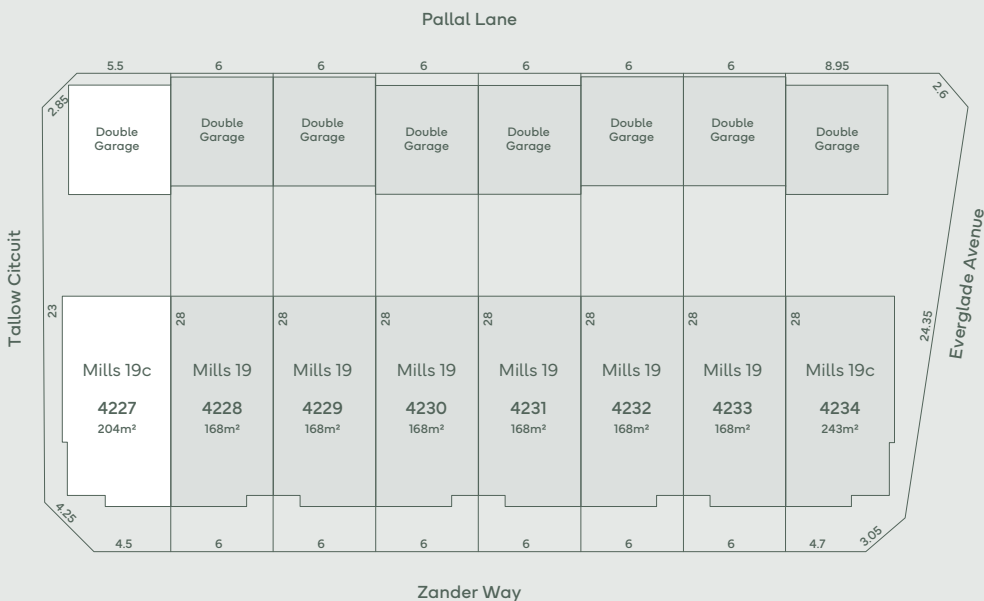 Pallal Lane
5.5 6 6 6 6 6 6 8.95
2.85 2.6
Double Garage
Double Garage
Double Garage
Double Garage
Double Garage
Double Garage
Double Garage
Double Garage
Tallow Citcuit
Everglade Avenue
23 28 28 28 28 28 28 28 24.35
Mills 19c Mills 19 Mills 19 Mills 19 Mills 19 Mills 19 Mills 19 Mills 19c
4227 4228 4229 4230 4231 4232 4233 4234
204m² 168m² 168m² 168m² 168m² 168m² 168m² 243m²
4.25 3.05
4.5 6 6 6 6 6 6 4.7
Zander Way